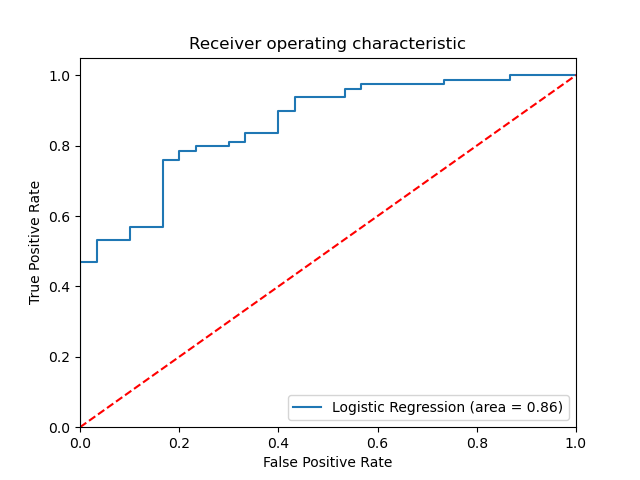 Receiver operating characteristic
True Positive Rate
1.0
0.8
0.6
0.4
0.2
0.0
Logistic Regression (area = 0.86)
0.0 0.2 0.4 0.6 0.8 1.0
False Positive Rate